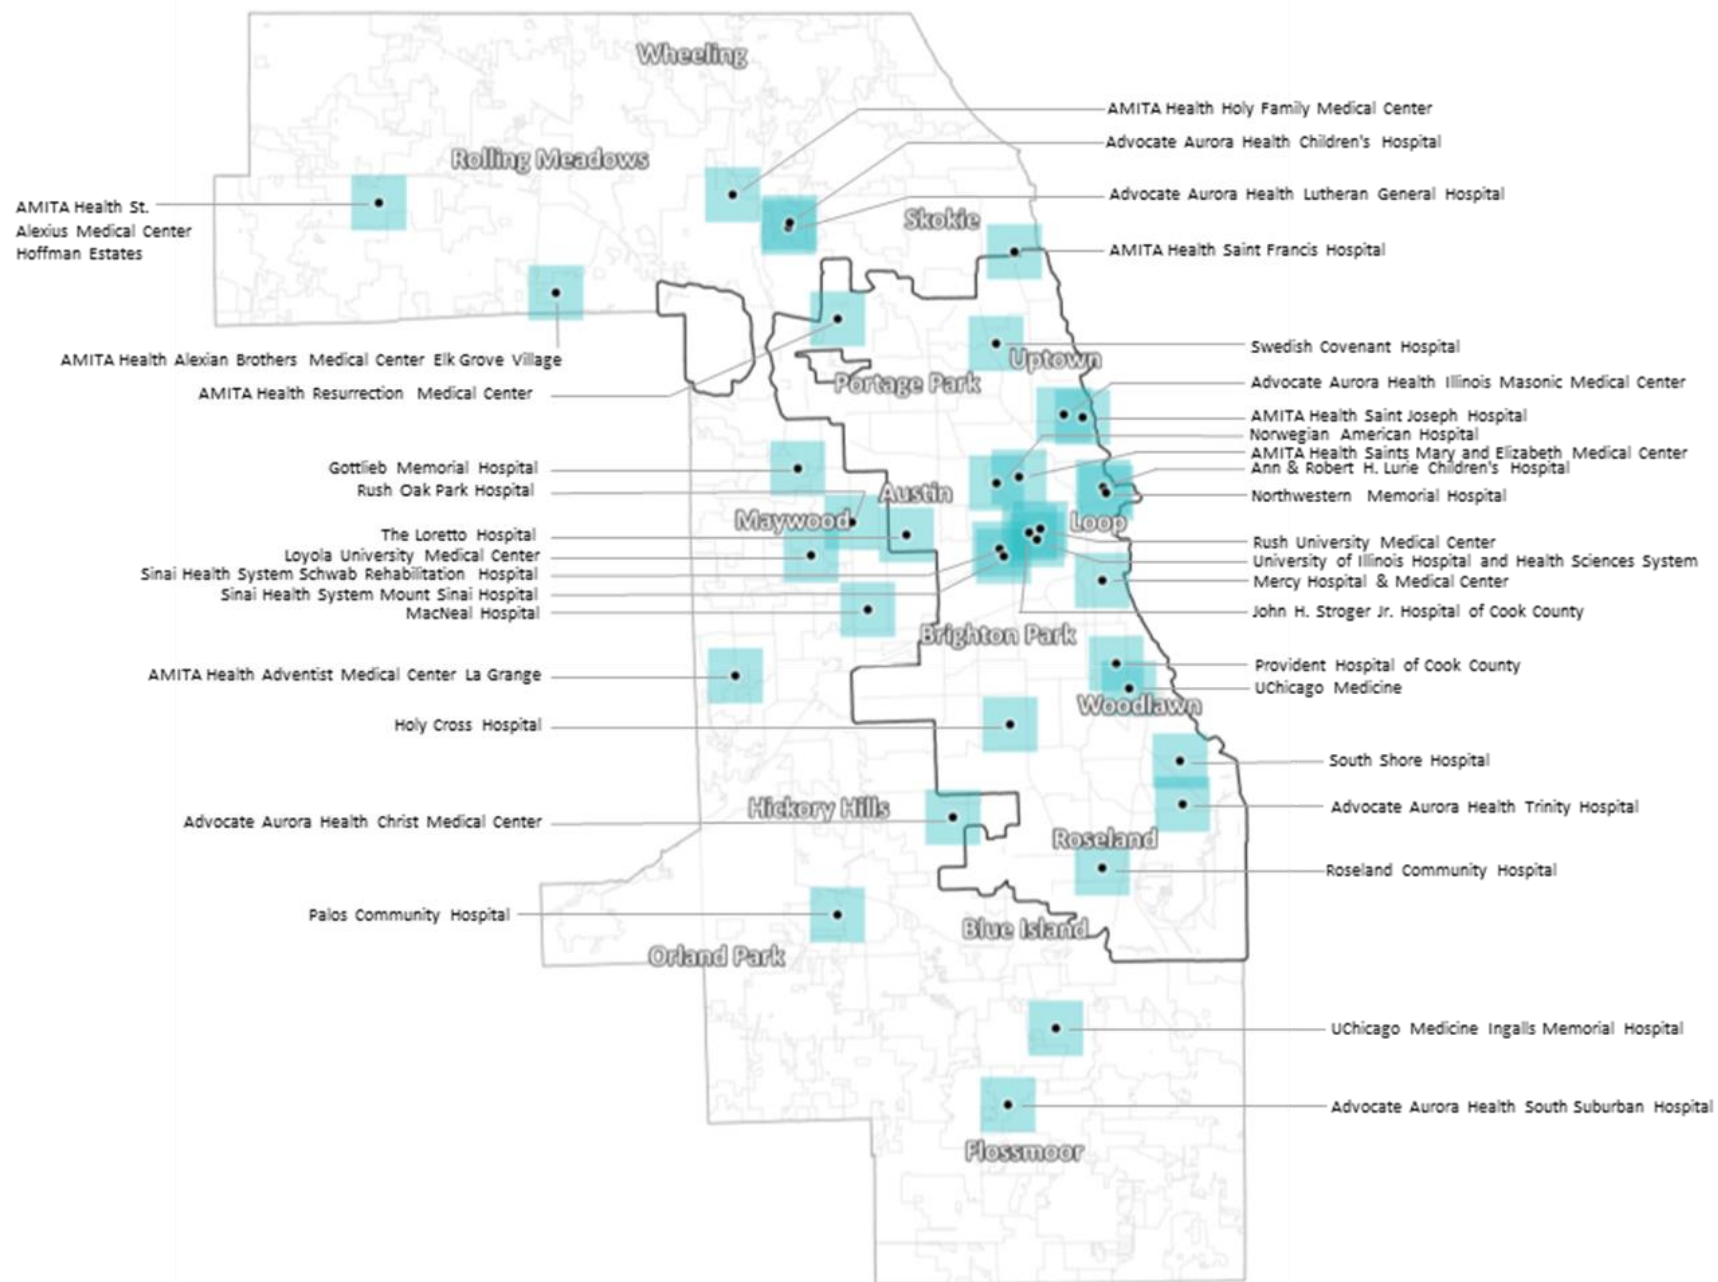 Wheeling
AMITA Health Holy Family Medical Center
Advocate Aurora Health Children's Hospital
Rolling Meadows
Advocate Aurora Health Lutheran General Hospital
AMITA Health St.
Alexius Medical Center
Hoffman Estates
Skokie
AMITA Health Saint Francis Hospital
Swedish Covenant Hospital
AMITA Health Alexian Brothers Medical Center Elk Grove Village
Uptown
Portage Park
Advocate Aurora Health Illinois Masonic Medical Center
AMITA Health Resurrection Medical Center
AMITA Health Saint Joseph Hospital
Norwegian American Hospital
AMITA Health Saints Mary and Elizabeth Medical Center
Gottlieb Memorial Hospital
Ann & Robert H. Lurie Children's Hospital
Rush Oak Park Hospital
Austin
Northwestern Memorial Hospital
Maywood
Loop
The Loretto Hospital
Rush University Medical Center
Loyola University Medical Center
University of Illinois Hospital and Health Sciences System
Sinai Health System Schwab Rehabilitation Hospital
Mercy Hospital & Medical Center
Sinai Health System Mount Sinai Hospital
MacNeal Hospital
John H. Stroger Jr. Hospital of Cook County
Brighton Park
AMITA Health Adventist Medical Center La Grange
Provident Hospital of Cook County
UChicago Medicine
Woodlawn
Holy Cross Hospital
South Shore Hospital
Hickory Hills
Advocate Aurora Health Trinity Hospital
Advocate Aurora Health Christ Medical Center
Roseland
Roseland Community Hospital
Palos Community Hospital
Blue Island
Orland Park
UChicago Medicine Ingalls Memorial Hospital
Advocate Aurora Health South Suburban Hospital
Flossmoor